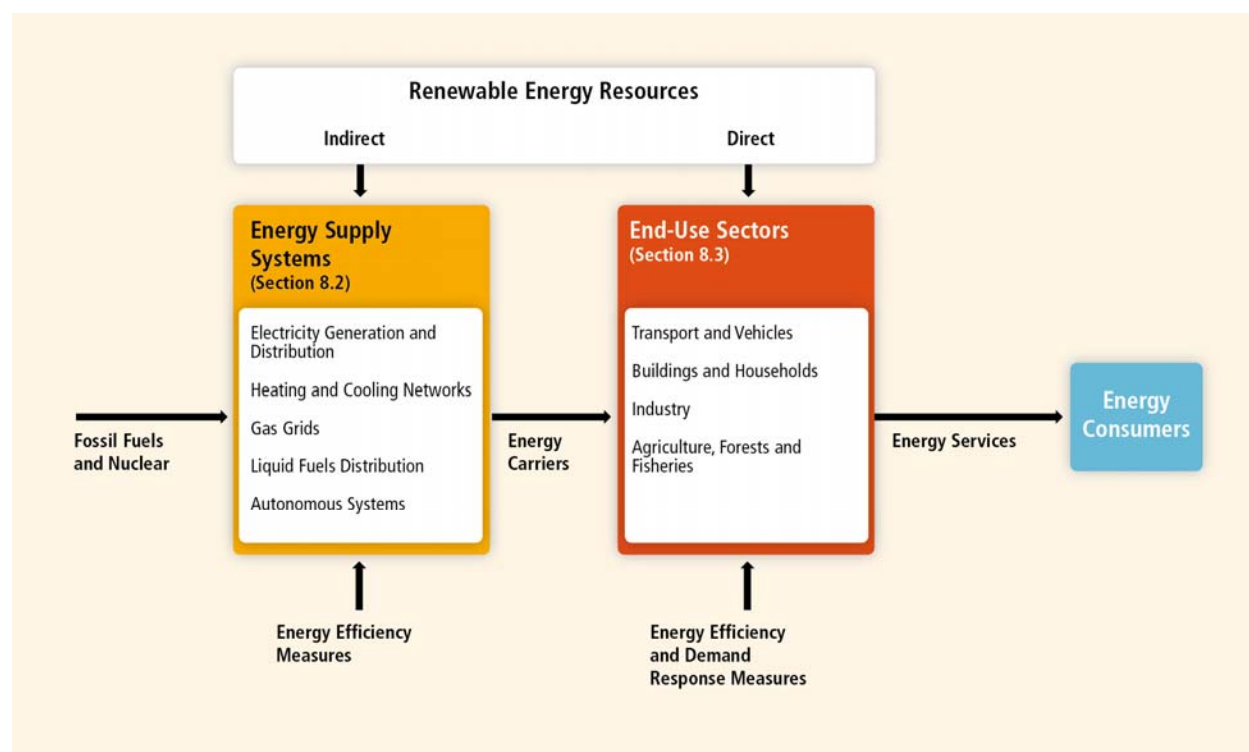 Renewable Energy Resources
Indirect
Direct
Energy Supply
Systems
(Section 8.2)
Electricity Generation and
Distribution
Heating and Cooling Networks
Gas Grids
Liquid Fuels Distribution
Autonomous Systems
End-Use Sectors
(Section 8.3)
Transport and Vehicles
Buildings and Households
Industry
Agriculture, Forests and
Fisheries
Fossil Fuels
and Nuclear
Energy
Carriers
Energy Services
Energy
Consumers
Energy Efficiency
Measures
Energy Efficiency
and Demand
Response Measures